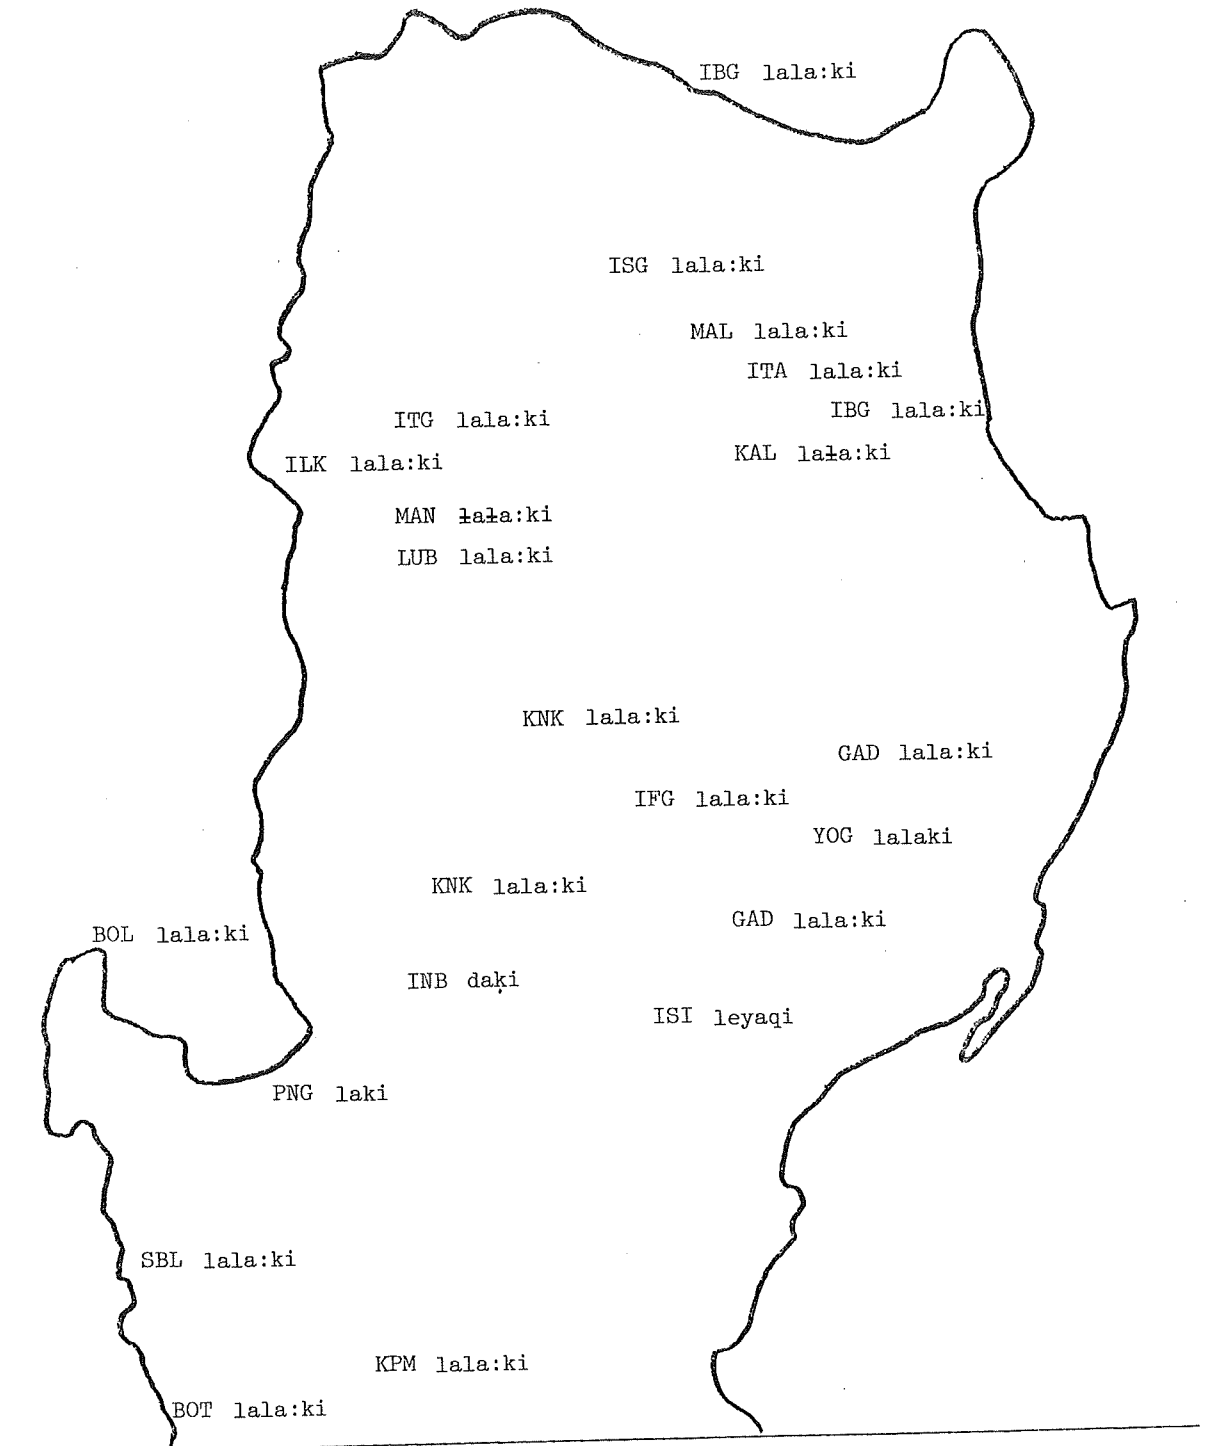 IBG lala:ki
ISG lala:ki
MAL lala:ki
ITA lala:ki
IBG lala:ki
ITG lala:ki
KAL laɫa:ki
ILK lala:ki
MAN ɫaɫa:ki
LUB lala:ki
KNK lala:ki
GAD lala:ki
IFG lala:ki
YOG lalaki
KNK lala:ki
GAD lala:ki
BOL lala:ki
INB daḳi
ISI leyaqi
PNG laki
SBL lala:ki
KPM lala:ki
BOT lala:ki